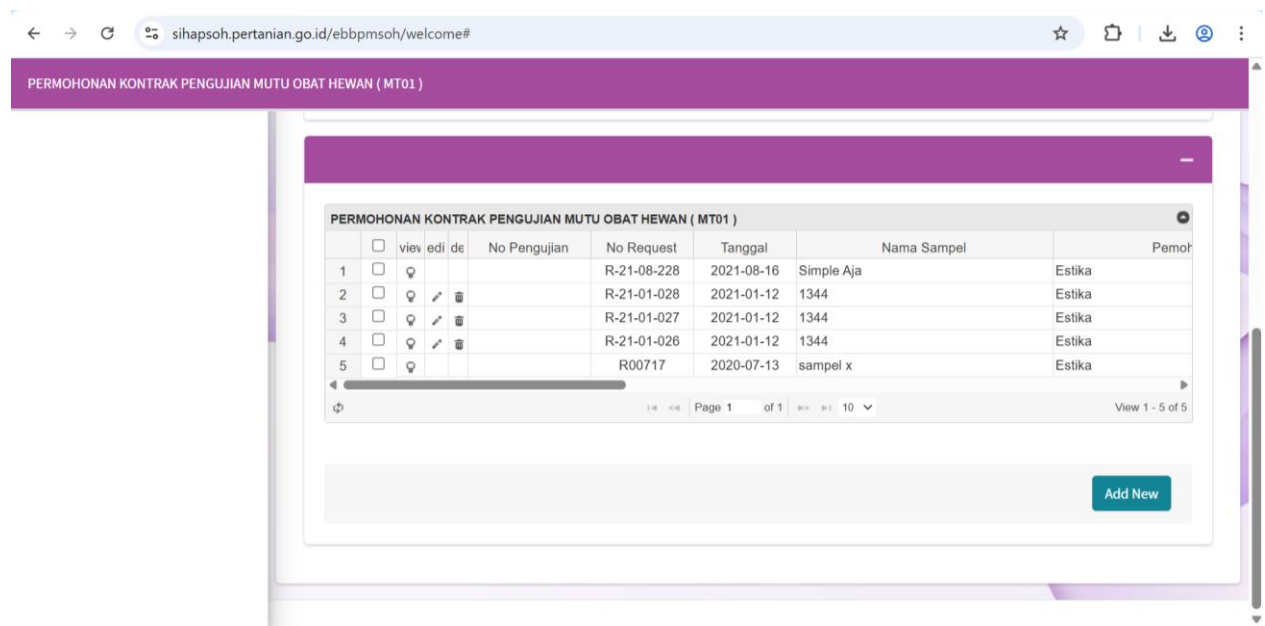 sihapsoh.pertanian.go.id/ebbpmsoh/welcome#
PERMOHONAN KONTRAK PENGUJIAN MUTU OBAT HEWAN ( MT01 )
PERMOHONAN KONTRAK PENGUJIAN MUTU OBAT HEWAN ( MT01 )
view edi de No Pengujian No Request Tanggal Nama Sampel Pemoh
1 R-21-08-228 2021-08-16 Simple Aja Estika
2 R-21-01-028 2021-01-12 1344 Estika
3 R-21-01-027 2021-01-12 1344 Estika
4 R-21-01-026 2021-01-12 1344 Estika
5 R00717 2020-07-13 sampel x Estika
Page 1 of 1 10 View 1 - 5 of 5
Add New